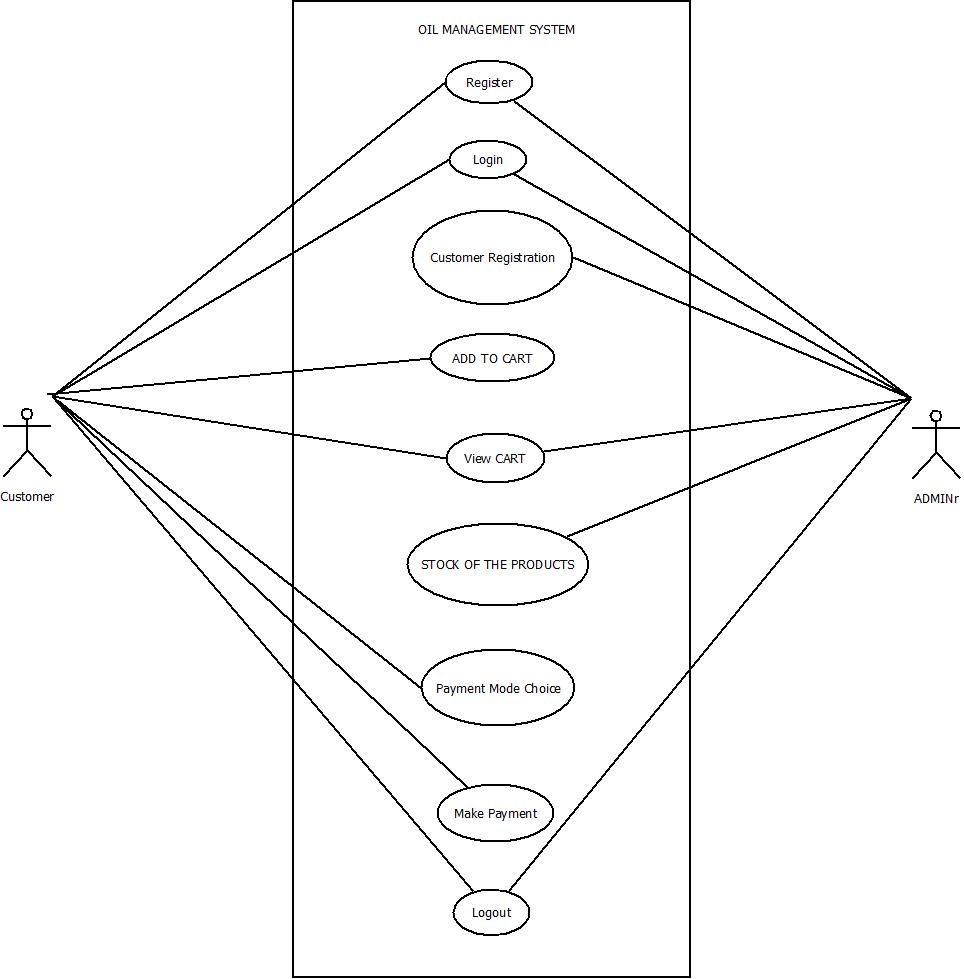 OIL MANAGEMENT SYSTEM
Register
Login
Customer Registration
ADD TO CART
View CART
Customer
ADMINr
STOCK OF THE PRODUCTS
Payment Mode Choice
Make Payment
Logout